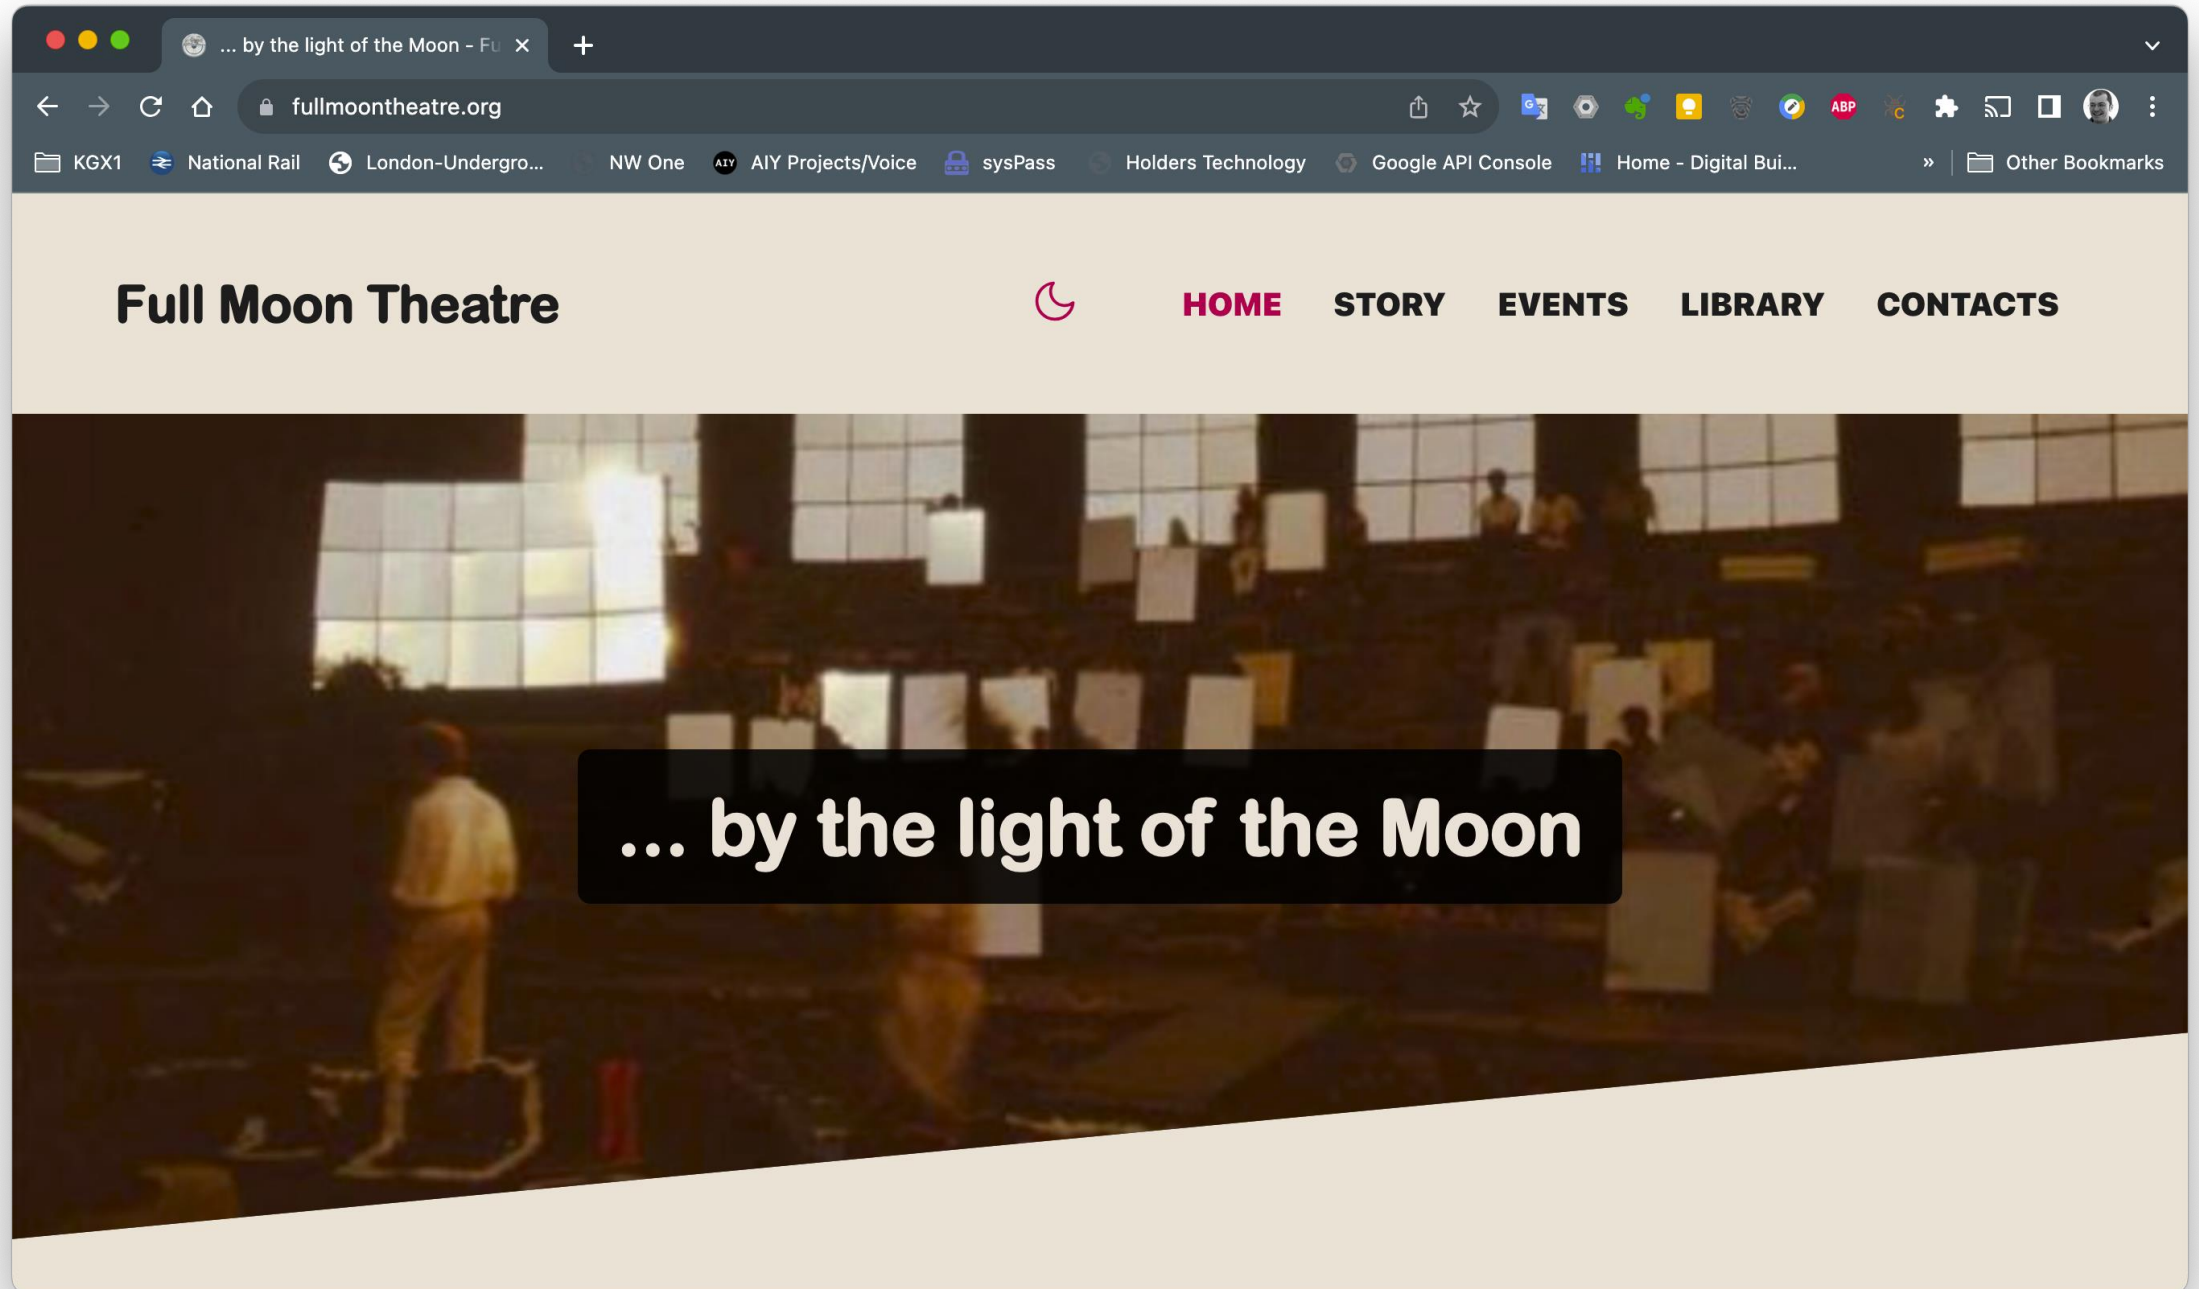 ... by the light of the Moon - Fu
fullmoontheatre.org
ABP
KGX1
National Rail
London-Undergro...
NW One
AIY
AIY Projects/Voice
sysPass
Holders Technology
Google API Console
Home - Digital Bui...
»
Other Bookmarks
Full Moon Theatre
HOME
STORY
EVENTS
LIBRARY
CONTACTS
... by the light of the Moon